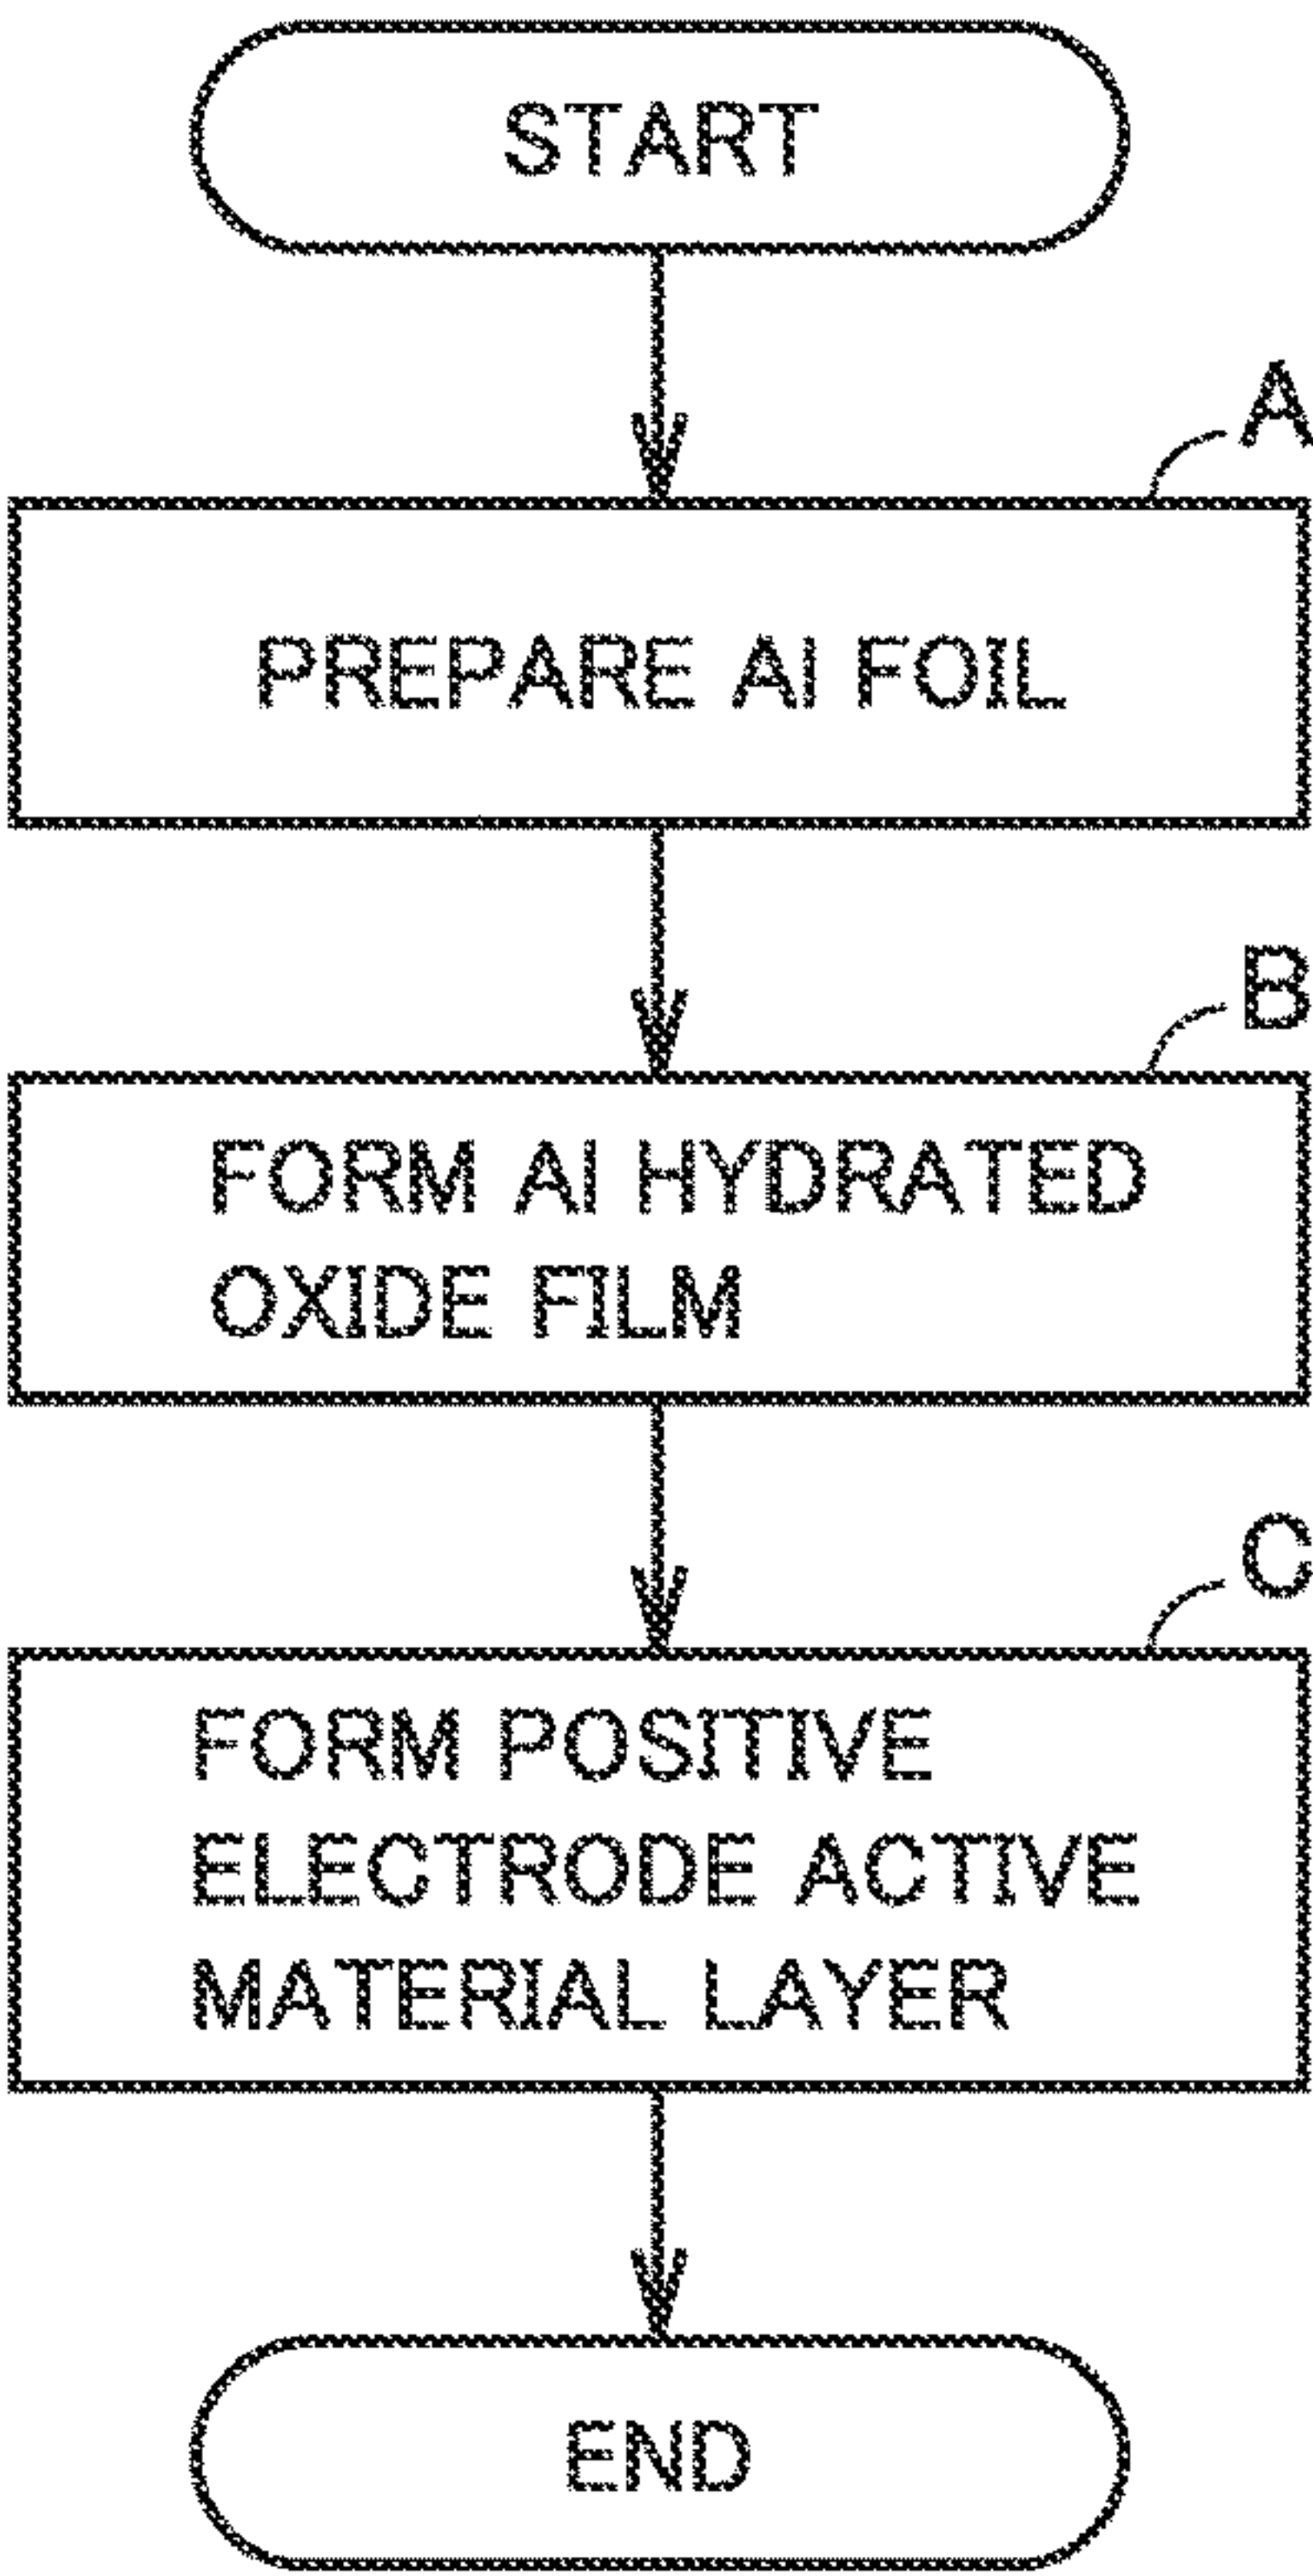 START
A
PREPARE Al FOIL
B
FORM Al HYDRATED
OXIDE FILM
C
FORM POSITIVE
ELECTRODE ACTIVE
MATERIAL LAYER
END